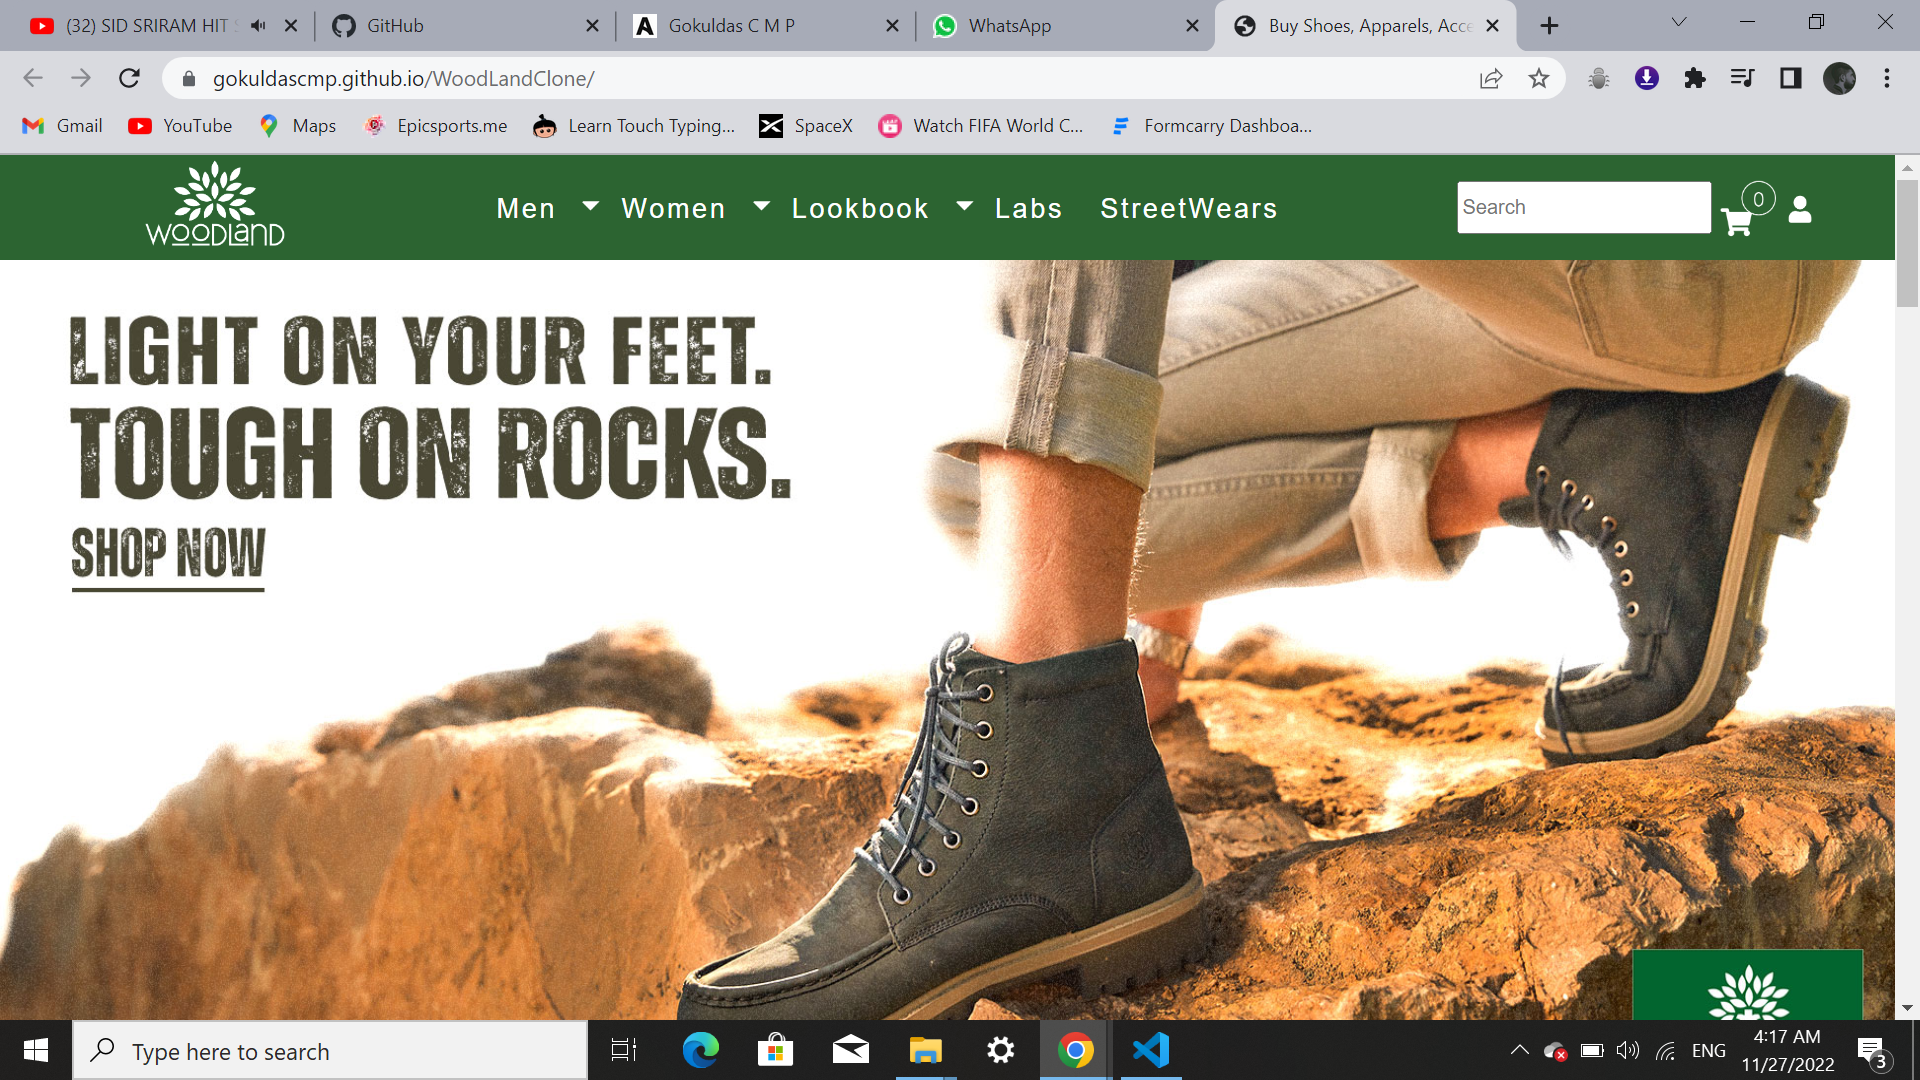 (32) SID SRIRAM HIT S
GitHub
Gokuldas C M P
WhatsApp
Buy Shoes, Apparels, Acce
gokuldascmp.github.io/WoodLandClone/
Gmail
YouTube
Maps
Epicsports.me
Learn Touch Typing...
SpaceX
Watch FIFA World C...
Formcarry Dashboa...
WOODLAND
Men
Women
Lookbook
Labs
StreetWears
Search
0
LIGHT ON YOUR FEET.
TOUGH ON ROCKS.
SHOP NOW
Type here to search
ENG
4:17 AM
11/27/2022
3